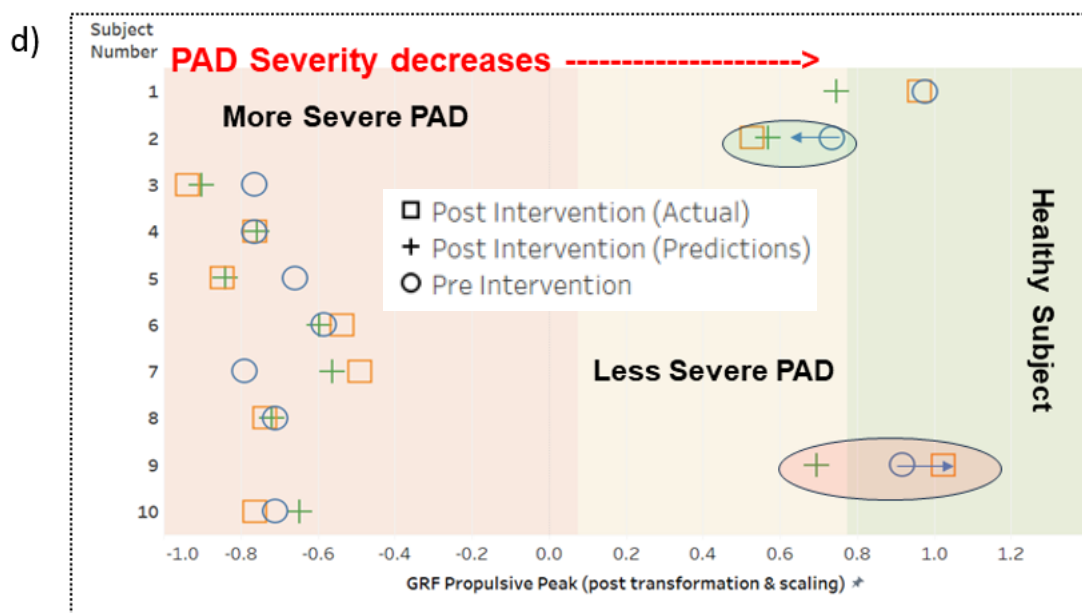 d)
Subject
Number
PAD Severity decreases --------------------->
More Severe PAD
1
2
3
4
5
6
7
8
9
10
Post Intervention (Actual)
Post Intervention (Predictions)
Pre Intervention
Less Severe PAD
Healthy Subject
-1.0 -0.8 -0.6 -0.4 -0.2 0.0 0.2 0.4 0.6 0.8 1.0 1.2
GRF Propulsive Peak (post transformation & scaling)